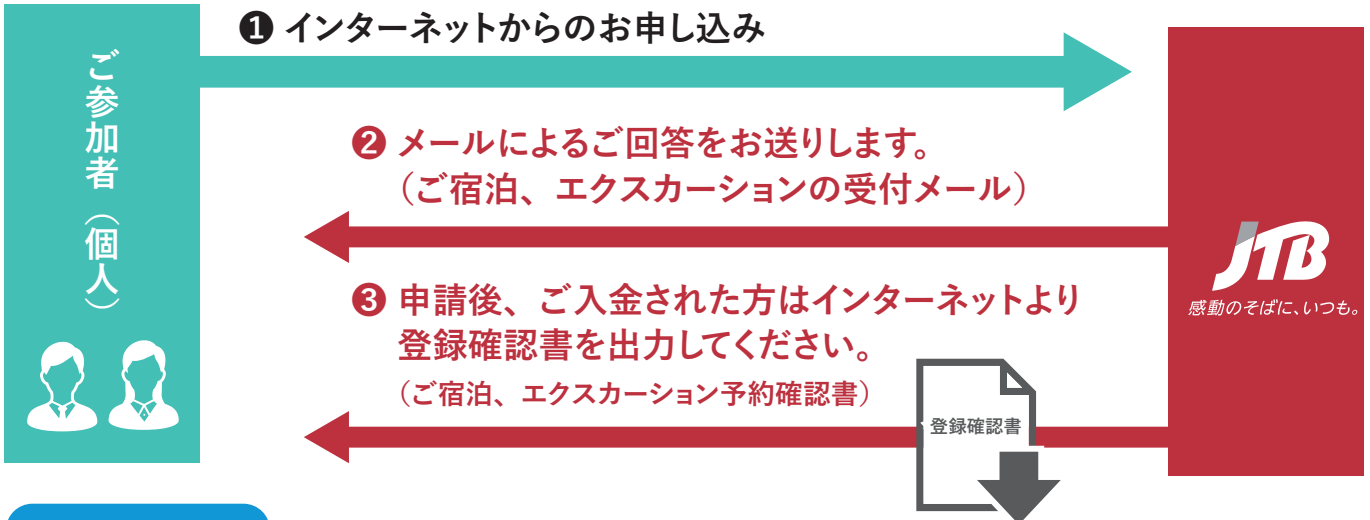 ご参加者（個人）
❶ インターネットからのお申し込み
❷ メールによるご回答をお送りします。
（ご宿泊、エクスカーションの受付メール）
❸ 申請後、ご入金された方はインターネットより
登録確認書を出力してください。
（ご宿泊、エクスカーション予約確認書）
登録確認書
JTB
感動のそばに、いつも。